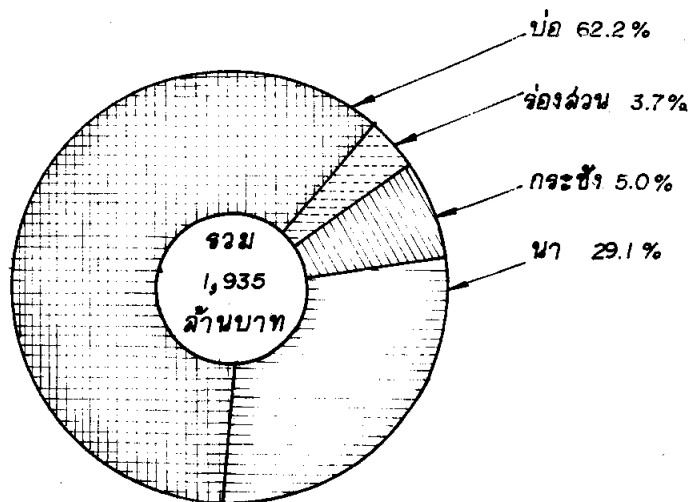 บ่อ 62.2%
ร่องสวน 3.7%
กระชัง 5.0%
นา 29.1%
รวม
1,935
ล้านบาท